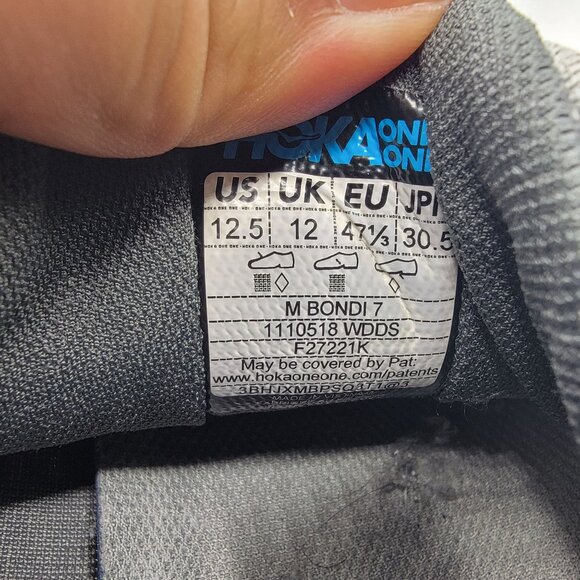 HOKA ONE ONE
US UK EU JP
12.5 12 47⅓ 30.5
M BONDI 7
1110518 WDDS
F27221K
May be covered by Pat:
www.hokaoneone.com/patents